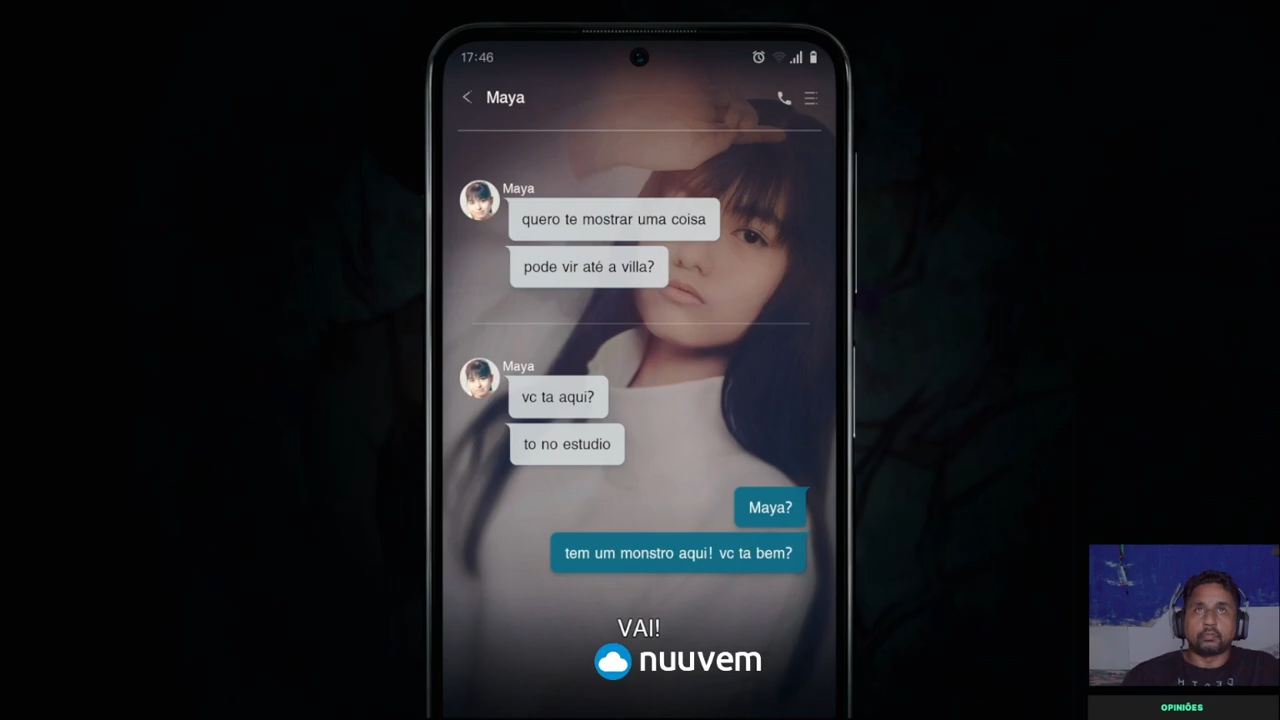 17:46
Maya
Maya
quero te mostrar uma coisa
pode vir até a villa?
Maya
vc ta aqui?
to no estudio
Maya?
tem um monstro aqui! vc ta bem?
VAI!
nuuvem
OPINIÕES